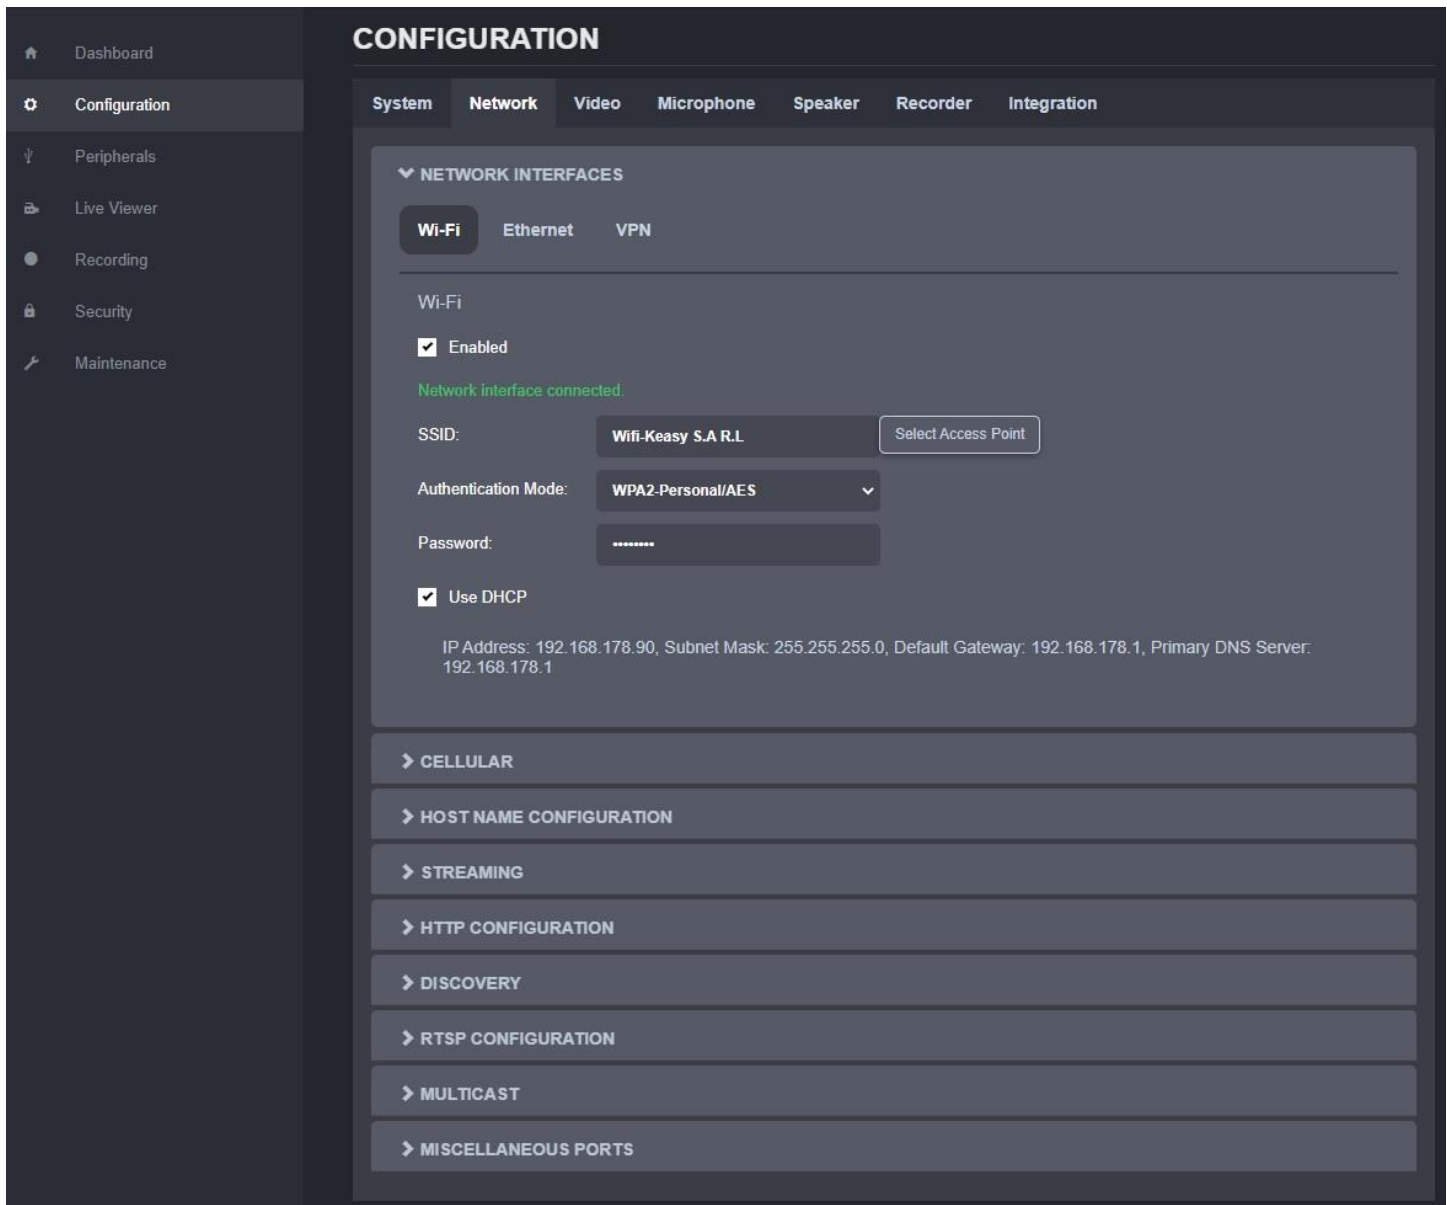 Dashboard
Configuration
Peripherals
Live Viewer
Recording
Security
Maintenance
CONFIGURATION
System Network Video Microphone Speaker Recorder Integration
NETWORK INTERFACES
Wi-Fi Ethernet VPN
Wi-Fi
Enabled
Network interface connected.
SSID: Wifi-Keasy S.A R.L Select Access Point
Authentication Mode: WPA2-Personal/AES
Password: ••••••••
Use DHCP
IP Address: 192.168.178.90, Subnet Mask: 255.255.255.0, Default Gateway: 192.168.178.1, Primary DNS Server:
192.168.178.1
CELLULAR
HOST NAME CONFIGURATION
STREAMING
HTTP CONFIGURATION
DISCOVERY
RTSP CONFIGURATION
MULTICAST
MISCELLANEOUS PORTS